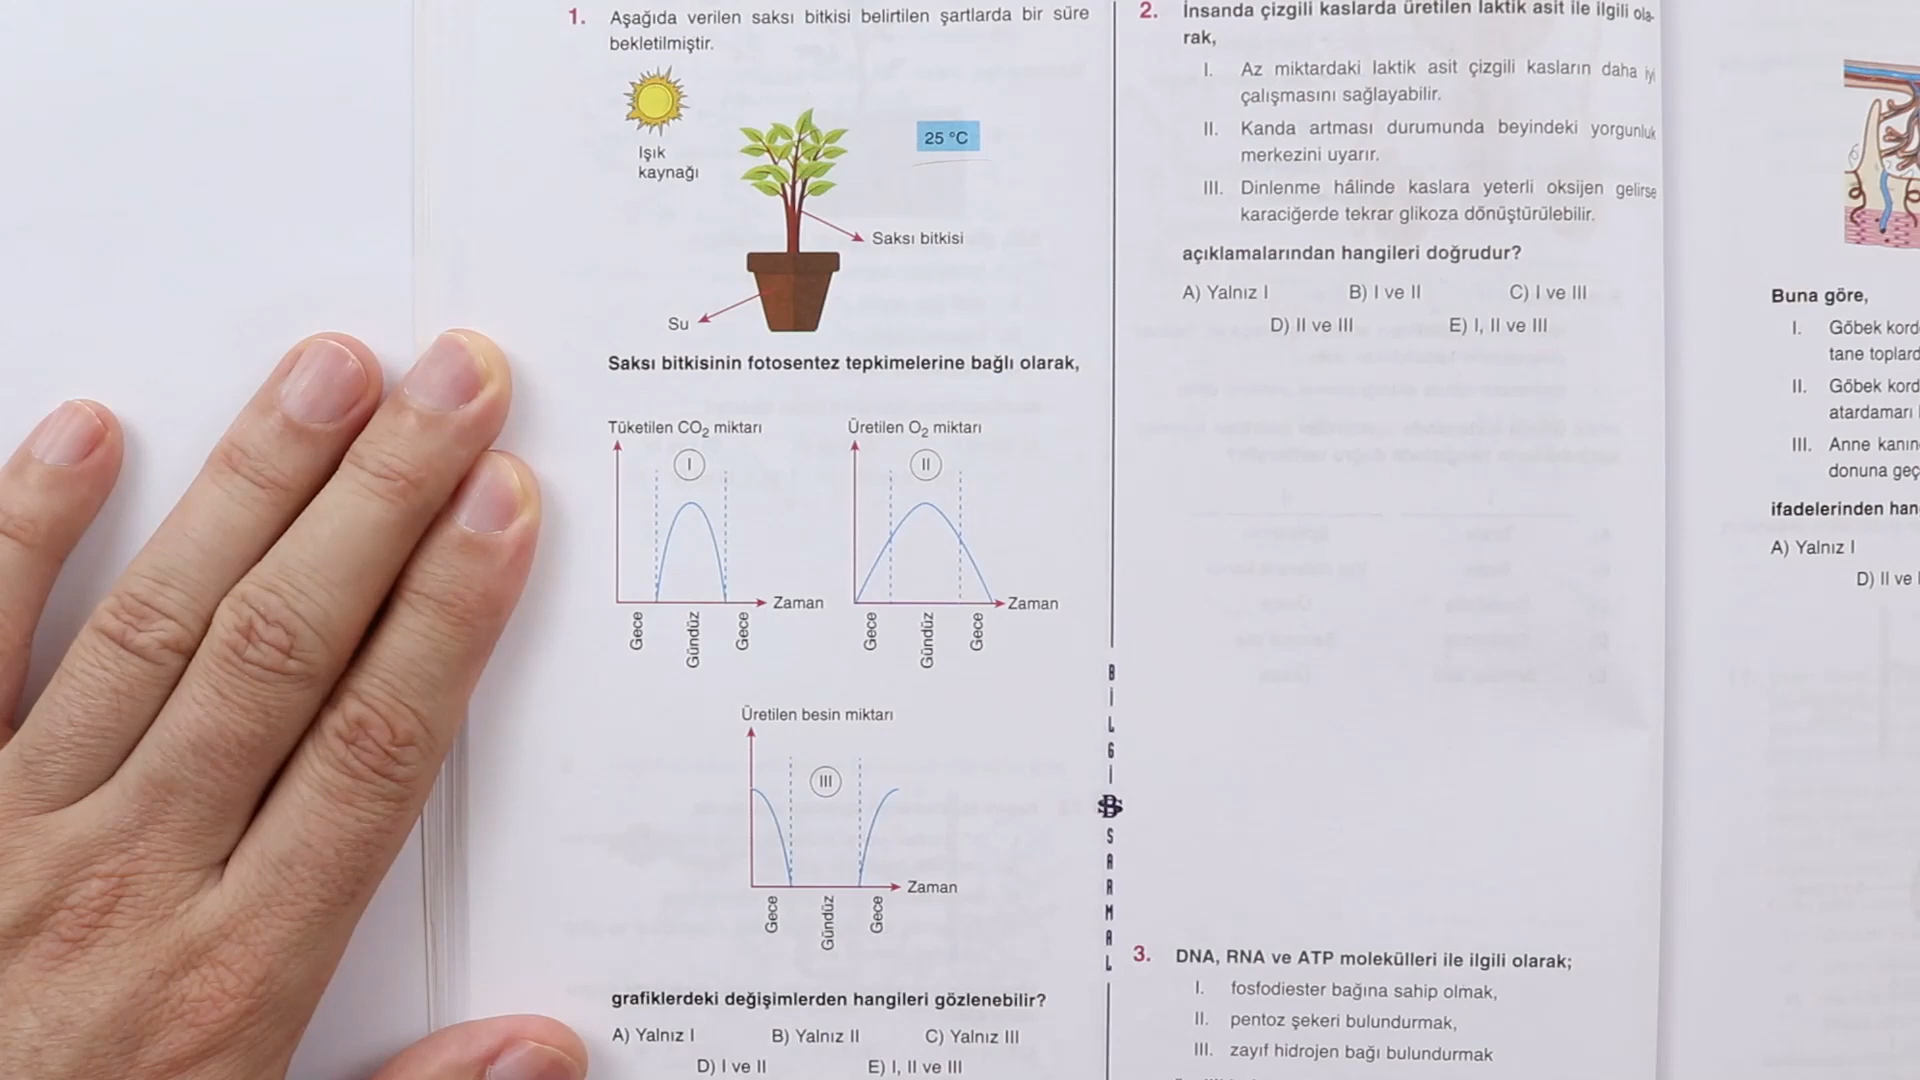 1. Aşağıda verilen saksı bitkisi belirtilen şartlarda bir süre
bekletilmiştir.
Işık
kaynağı
25 °C
Saksı bitkisi
Su
Saksı bitkisinin fotosentez tepkimelerine bağlı olarak,
Tüketilen CO2 miktarı
I
Zaman
Gece
Gündüz
Gece
Üretilen O2 miktarı
II
Zaman
Gece
Gündüz
Gece
Üretilen besin miktarı
III
Zaman
Gece
Gündüz
Gece
grafiklerdeki değişimlerden hangileri gözlenebilir?
A) Yalnız I B) Yalnız II C) Yalnız III
D) I ve II E) I, II ve III
BİLGİ SARMAL
2. İnsanda çizgili kaslarda üretilen laktik asit ile ilgili ola-
rak,
I. Az miktardaki laktik asit çizgili kasların daha iyi
çalışmasını sağlayabilir.
II. Kanda artması durumunda beyindeki yorgunluk
merkezini uyarır.
III. Dinlenme hâlinde kaslara yeterli oksijen gelirse
karaciğerde tekrar glikoza dönüştürülebilir.
açıklamalarından hangileri doğrudur?
A) Yalnız I B) I ve II C) I ve III
D) II ve III E) I, II ve III
3. DNA, RNA ve ATP molekülleri ile ilgili olarak;
I. fosfodiester bağına sahip olmak,
II. pentoz şekeri bulundurmak,
III. zayıf hidrojen bağı bulundurmak
Buna göre,
I. Göbek kord
tane toplard
II. Göbek kord
atardamarı
III. Anne kanın
donuna geç
ifadelerinden han
A) Yalnız I
D) II ve